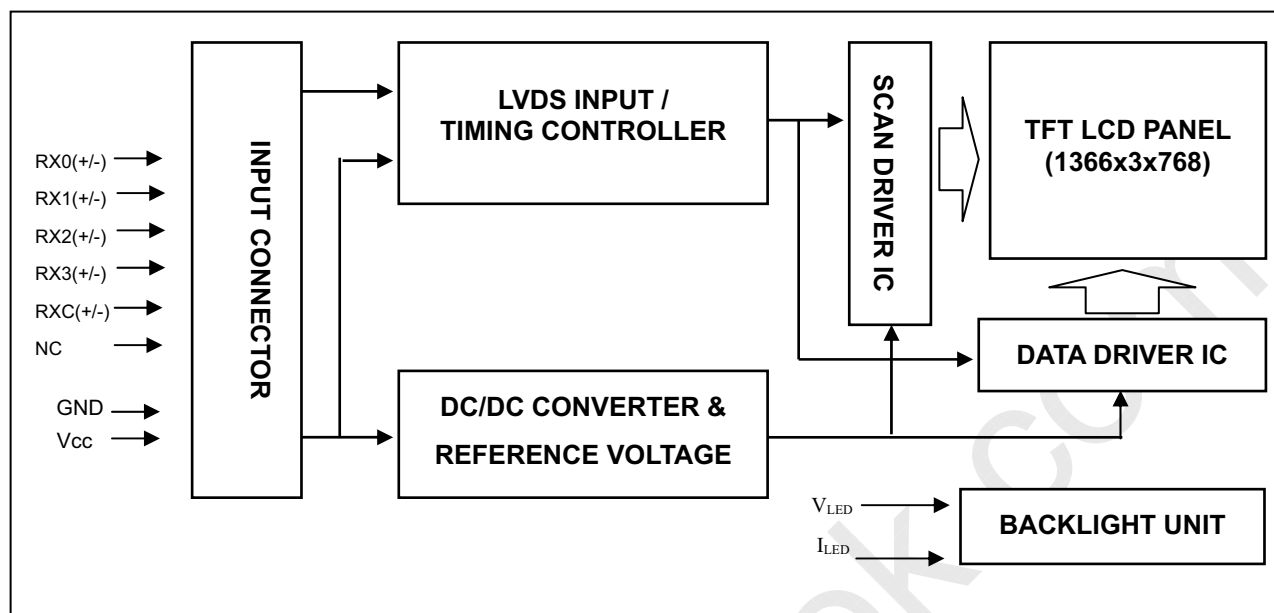 RX0(+/-)
RX1(+/-)
RX2(+/-)
RX3(+/-)
RXC(+/-)
NC
GND
Vcc
INPUT CONNECTOR
LVDS INPUT /
TIMING CONTROLLER
DC/DC CONVERTER &
REFERENCE VOLTAGE
SCAN DRIVER IC
TFT LCD PANEL
(1366x3x768)
DATA DRIVER IC
VLED
ILED
BACKLIGHT UNIT